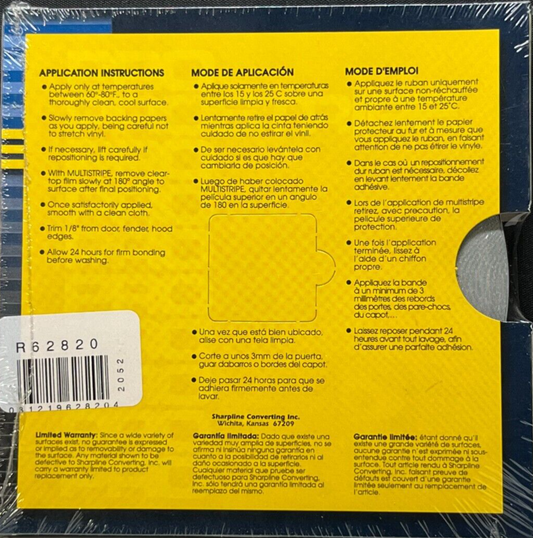 APPLICATION INSTRUCTIONS
• Apply only at temperatures
between 60°-80°F., to a
thoroughly clean, cool surface.
• Slowly remove backing papers
as you apply, being careful not
to stretch vinyl.
• If necessary, lift carefully if
repositioning is required.
• With MULTISTRIPE, remove clear-
top film slowly at 180° angle to
surface after final positioning.
• Once satisfactorily applied,
smooth with a clean cloth.
• Trim 1/8" from door, fender, hood
edges.
• Allow 24 hours for firm bonding
before washing.
MODO DE APLICACIÓN
• Aplique solamente en temperaturas
entre los 15 y los 25 C sobre una
superficie limpia y fresca.
• Lentamente retire el papel de atrás
mientras aplica la cinta teniendo
cuidado de no estirar el vinil.
• De ser necesario levántela con
cuidado si es que hay que
cambiarla de posición.
• Luego de haber colocado
MULTISTRIPE, quitar lentamente la
película superior en un angulo
de 180 en la superficie.
• Una vez que está bien ubicado,
alise con una tela limpia.
• Corte a unos 3mm de la puerta,
guar dabarros o bordes del capot.
• Deje pasar 24 horas para que se
adhiera firmemente antes de
lavar.
MODE D'EMPLOI
• Appliquez le ruban uniquement
sur une surface non-réchauffée
et propre à une température
ambiante entre 15 et 25°C.
• Détachez lentement le papier
protecteur au fur et à mesure que
vous appliquez le ruban, en faisant
attention de ne pas étirer le vinyle.
• Dans le cas où un repositionnement
dur ruban est nécessaire, décollez
en levant lentement la bande
adhésive.
• Lors de l'application de multistripe
retirez, avec precaution, la
pellicule superieure de
protection.
• Une fois l'application
terminée, lissez à
l'aide d'un chiffon
propre.
• Appliquez la bande
à un minimum de 3
millimètres des rebords
des portes, des pare-chocs,
du capot,...
• Laissez reposer pendant 24
heures avant tout lavage, afin
d'assurer une parfaite adhésion.
R62820
2052
0 1219628204
Sharpline Converting Inc.
Wichita, Kansas 67209
Limited Warranty: Since a wide variety of
surfaces exist, no guarantee is expressed
or implied as to removability or damage to
the surface. Any material shown to be
defective to Sharpline Converting, Inc. will
carry a warranty limited to product
replacement only.
Garantía limitada: Dado que existe una
variedad muy amplia de superficies, no se
afirma ni insinúa ninguna garantía en
cuanto a la posibilidad de retirarlos ni al
daño ocasionado a la superficie.
Cualquier material que pruebe ser
defectuoso para Sharpline Converting,
Inc. sólo tendrá una garantía limitada al
reemplazo del mismo.
Garantie limitée: étant donné qu'il
existe une grande variété de surfaces,
aucune garantie n'est exprimée ni sous-
entendue contre tout dommage à la
surface. Tout article rendu à Sharpline
Converting, Inc. faisant preuve de
défauts est couvert d'une garantie
limitée seulement au remplacement de
l'article.